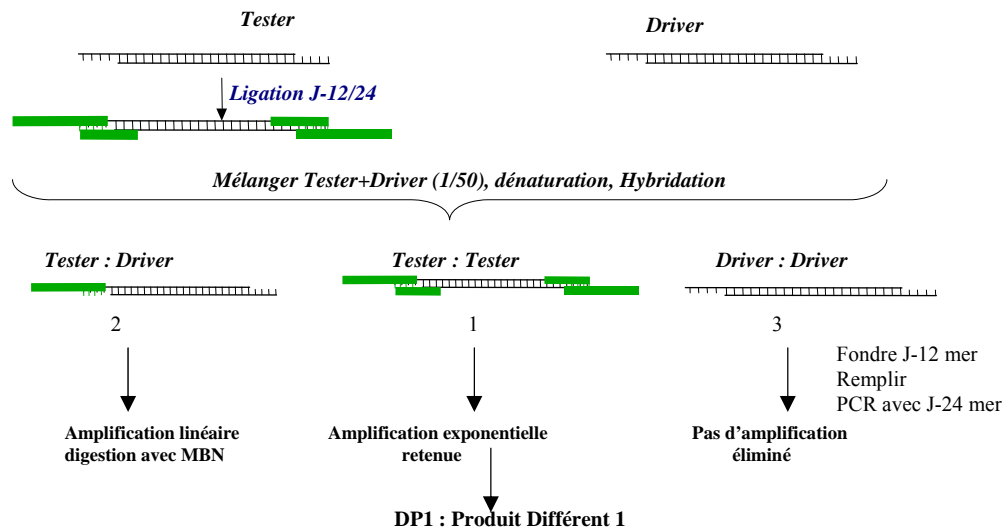 Tester
Driver
Ligation J-12/24
Mélanger Tester+Driver (1/50), dénaturation, Hybridation
Tester : Driver
Tester : Tester
Driver : Driver
2
1
3
Fondre J-12 mer
Remplir
PCR avec J-24 mer
Amplification linéaire
digestion avec MBN
Amplification exponentielle
retenue
Pas d’amplification
éliminé
DP1 : Produit Différent 1